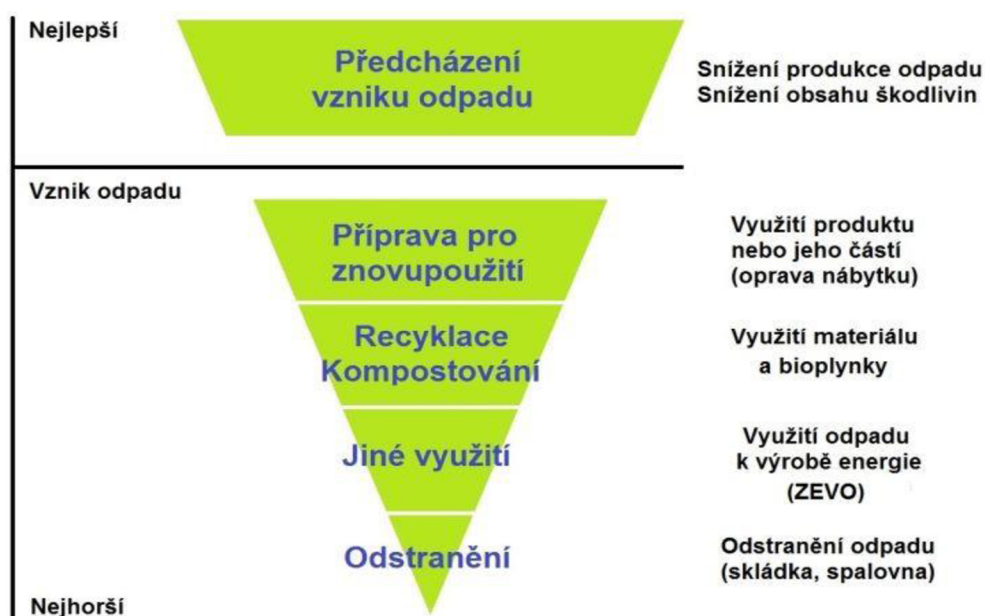 Nejlepší
Předcházení
vzniku odpadu
Snížení produkce odpadu
Snížení obsahu škodlivin
Vznik odpadu
Příprava pro
znovupoužití
Využití produktu
nebo jeho částí
(oprava nábytku)
Recyklace
Kompostování
Využití materiálu
a bioplynky
Jiné využití
Využití odpadu
k výrobě energie
(ZEVO)
Odstranění
Odstranění odpadu
(skládka, spalovna)
Nejhorší